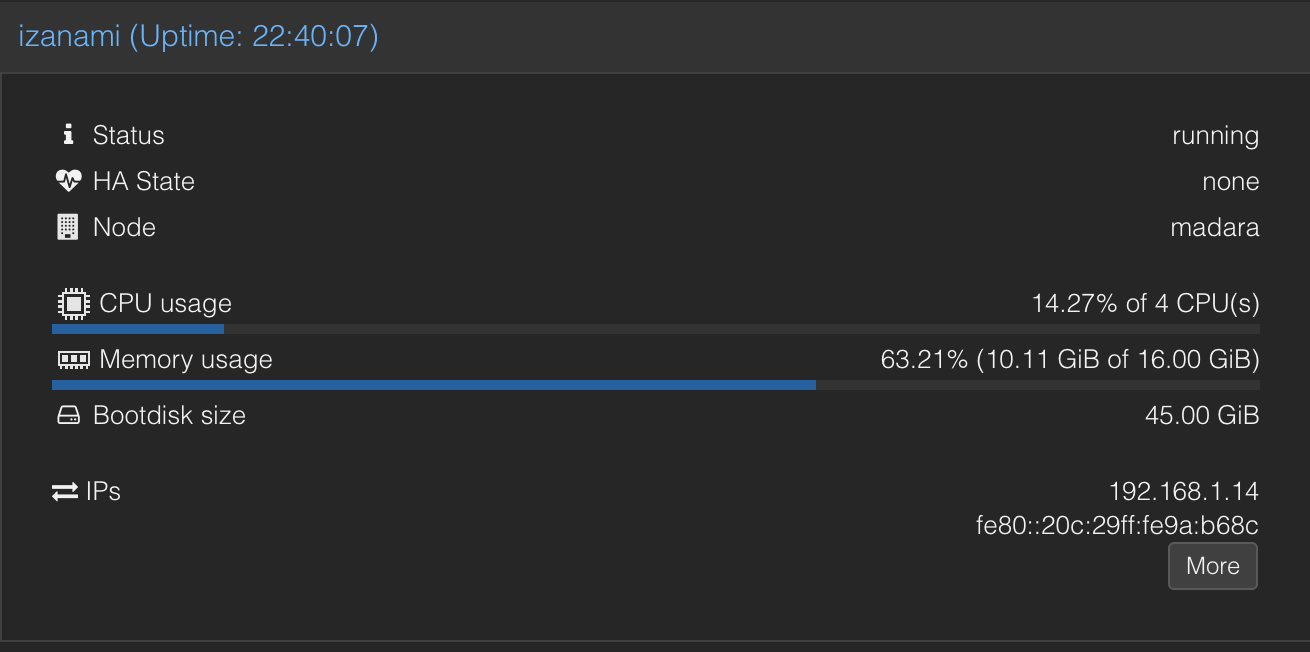 izanami (Uptime: 22:40:07)
Status running
HA State none
Node madara
CPU usage 14.27% of 4 CPU(s)
Memory usage 63.21% (10.11 GiB of 16.00 GiB)
Bootdisk size 45.00 GiB
IPs 192.168.1.14
fe80::20c:29ff:fe9a:b68c
More